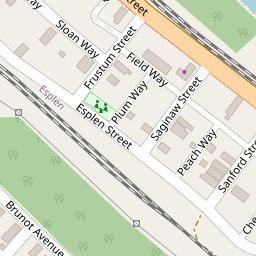 Street
Sloan Way
Frustum Street
Field Way
ay
Esplen
Plum Way
Esplen Street
Saginaw Street
Peach Way
Sanford Street
Che
Brunot Avenue